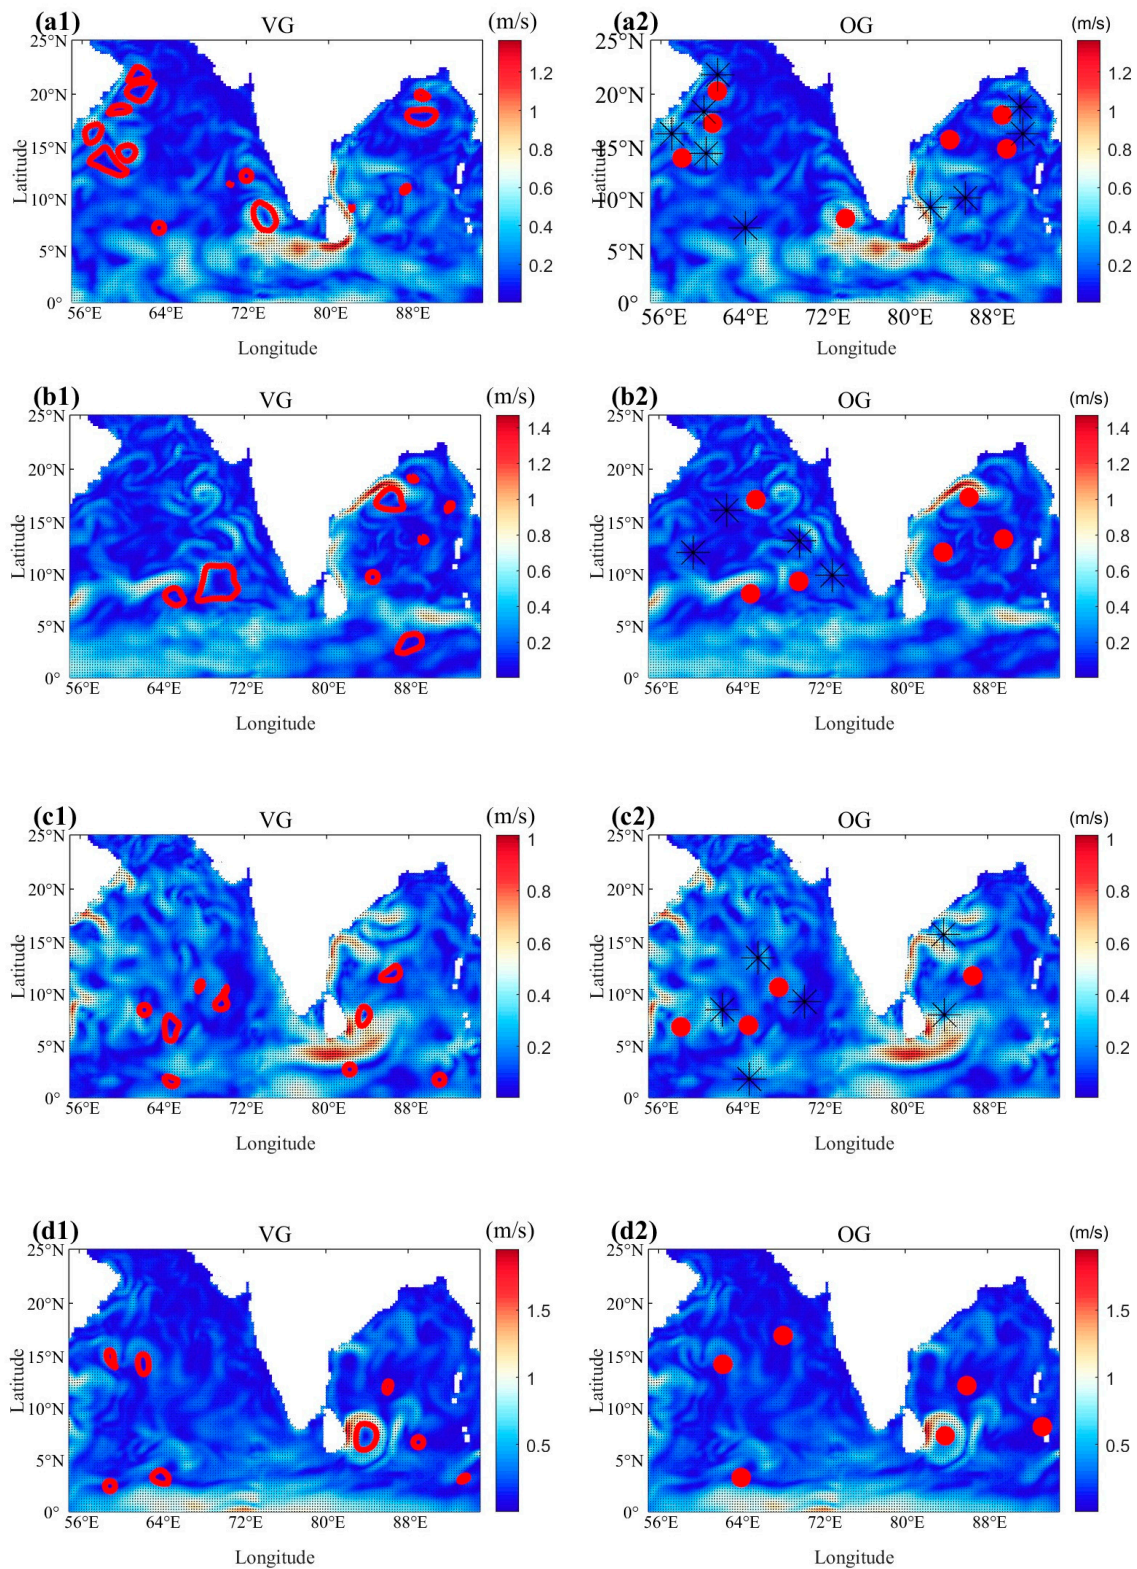 (a1) VG (m/s)
25°N
20°N
15°N
10°N
5°N
0°
Latitude
56°E 64°E 72°E 80°E 88°E
Longitude
1.2
1
0.8
0.6
0.4
0.2
(a2) OG (m/s)
25°N
20°N
15°N
10°N
5°N
0°
Latitude
56°E 64°E 72°E 80°E 88°E
Longitude
1.2
1
0.8
0.6
0.4
0.2
(b1) VG (m/s)
25°N
20°N
15°N
10°N
5°N
0°
Latitude
56°E 64°E 72°E 80°E 88°E
Longitude
1.4
1.2
1
0.8
0.6
0.4
0.2
(b2) OG (m/s)
25°N
20°N
15°N
10°N
5°N
0°
Latitude
56°E 64°E 72°E 80°E 88°E
Longitude
1.4
1.2
1
0.8
0.6
0.4
0.2
(c1) VG (m/s)
25°N
20°N
15°N
10°N
5°N
0°
Latitude
56°E 64°E 72°E 80°E 88°E
Longitude
1
0.8
0.6
0.4
0.2
(c2) OG (m/s)
25°N
20°N
15°N
10°N
5°N
0°
Latitude
56°E 64°E 72°E 80°E 88°E
Longitude
1
0.8
0.6
0.4
0.2
(d1) VG (m/s)
25°N
20°N
15°N
10°N
5°N
0°
Latitude
56°E 64°E 72°E 80°E 88°E
Longitude
1.5
1
0.5
(d2) OG (m/s)
25°N
20°N
15°N
10°N
5°N
0°
Latitude
56°E 64°E 72°E 80°E 88°E
Longitude
1.5
1
0.5